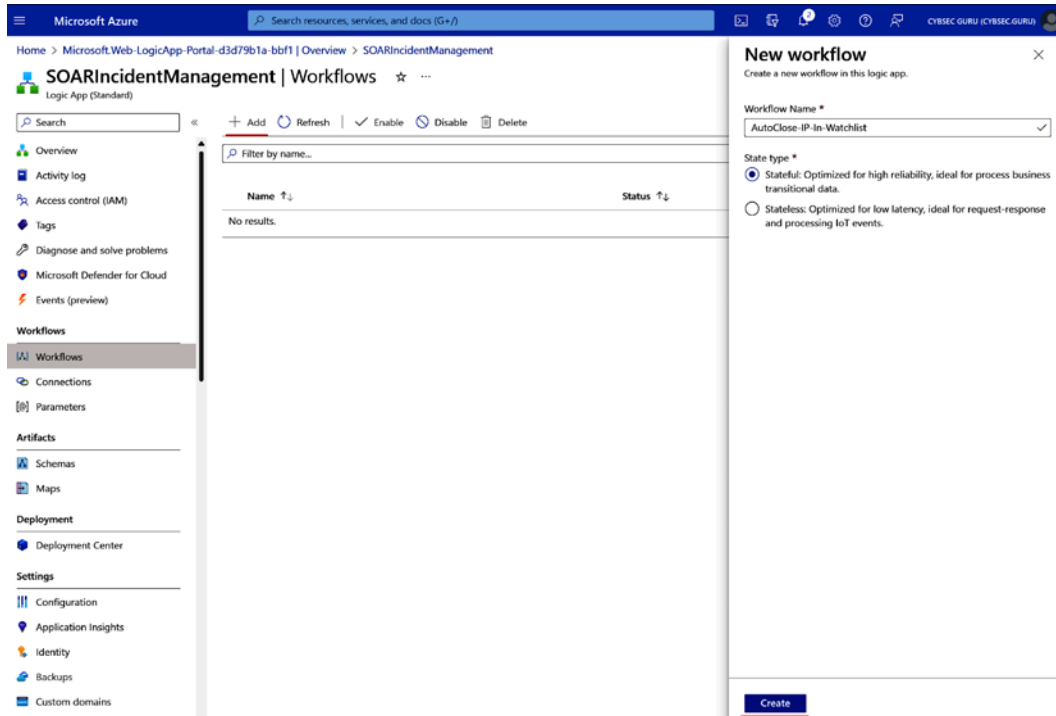 Microsoft Azure
Search resources, services, and docs (G+/)
2
CYBSEC GURU (CYBSEC.GURU)
Home > Microsoft.Web-LogicApp-Portal-d3d79b1a-bbf1 | Overview > SOARIncidentManagement
SOARIncidentManagement | Workflows
Logic App (Standard)
Search
Overview
Activity log
Access control (IAM)
Tags
Diagnose and solve problems
Microsoft Defender for Cloud
Events (preview)
Workflows
Workflows
Connections
Parameters
Artifacts
Schemas
Maps
Deployment
Deployment Center
Settings
Configuration
Application Insights
Identity
Backups
Custom domains
Add Refresh Enable Disable Delete
Filter by name...
Name Status
No results.
New workflow
Create a new workflow in this logic app.
Workflow Name *
AutoClose-IP-In-Watchlist
State type *
Stateful: Optimized for high reliability, ideal for process business
transitional data.
Stateless: Optimized for low latency, ideal for request-response
and processing IoT events.
Create